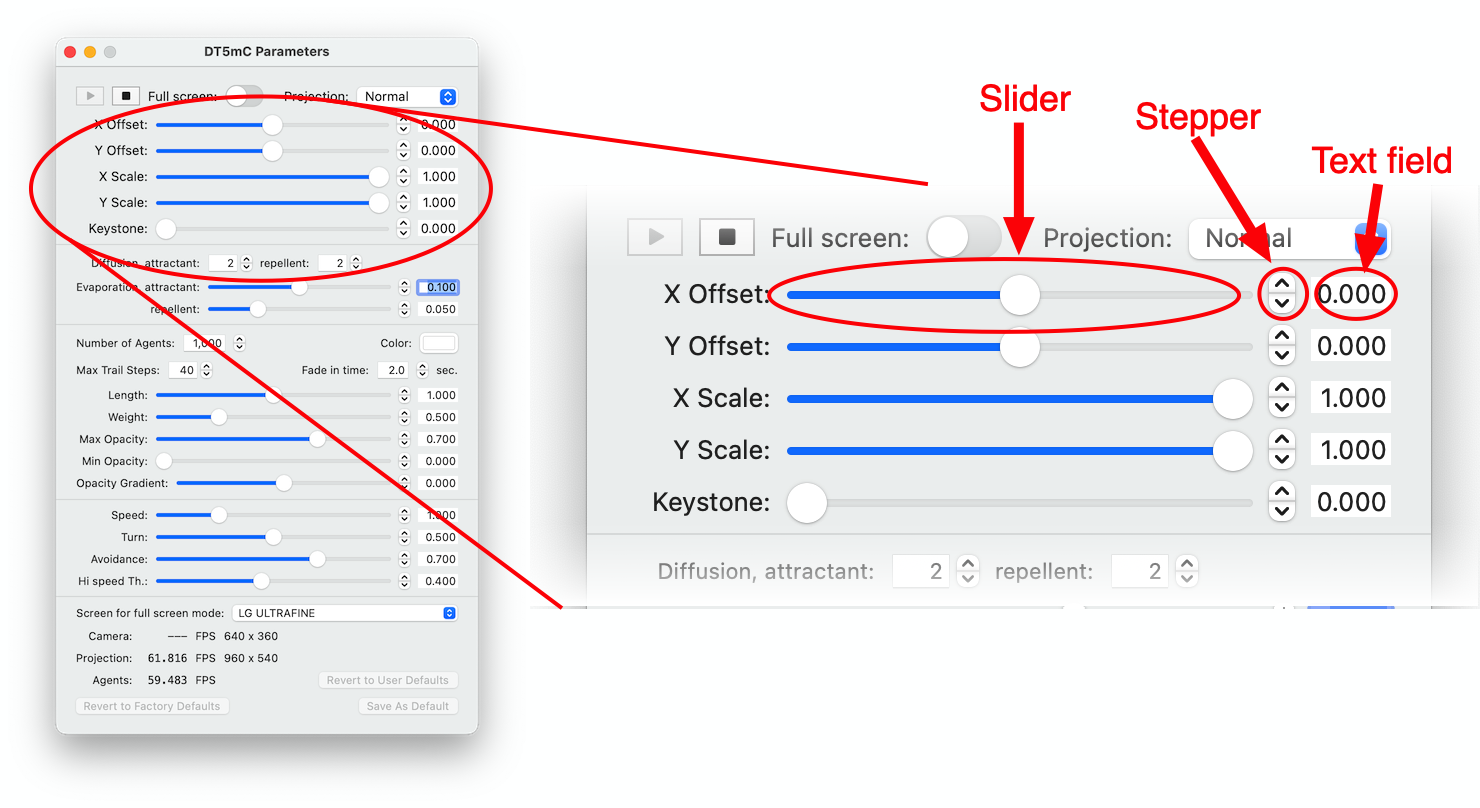 DT5mC Parameters
Full screen: Projection: Normal
X Offset: 0.000
Y Offset: 0.000
X Scale: 1.000
Y Scale: 1.000
Keystone: 0.000
Diffusion, attractant: 2 repellent: 2
Evaporation, attractant: 0.100
repellent: 0.050
Number of Agents: 1,000 Color:
Max Trail Steps: 40 Fade in time: 2.0 sec.
Length: 1.000
Weight: 0.500
Max Opacity: 0.700
Min Opacity: 0.000
Opacity Gradient: 0.000
Speed: 1.000
Turn: 0.500
Avoidance: 0.700
Hi speed Th.: 0.400
Screen for full screen mode: LG ULTRAFINE
Camera: --- FPS 640 x 360
Projection: 61.816 FPS 960 x 540
Agents: 59.483 FPS
Revert to User Defaults
Revert to Factory Defaults Save As Default
Slider
Stepper
Text field
Full screen: Projection: Normal
X Offset: 0.000
Y Offset: 0.000
X Scale: 1.000
Y Scale: 1.000
Keystone: 0.000
Diffusion, attractant: 2 repellent: 2